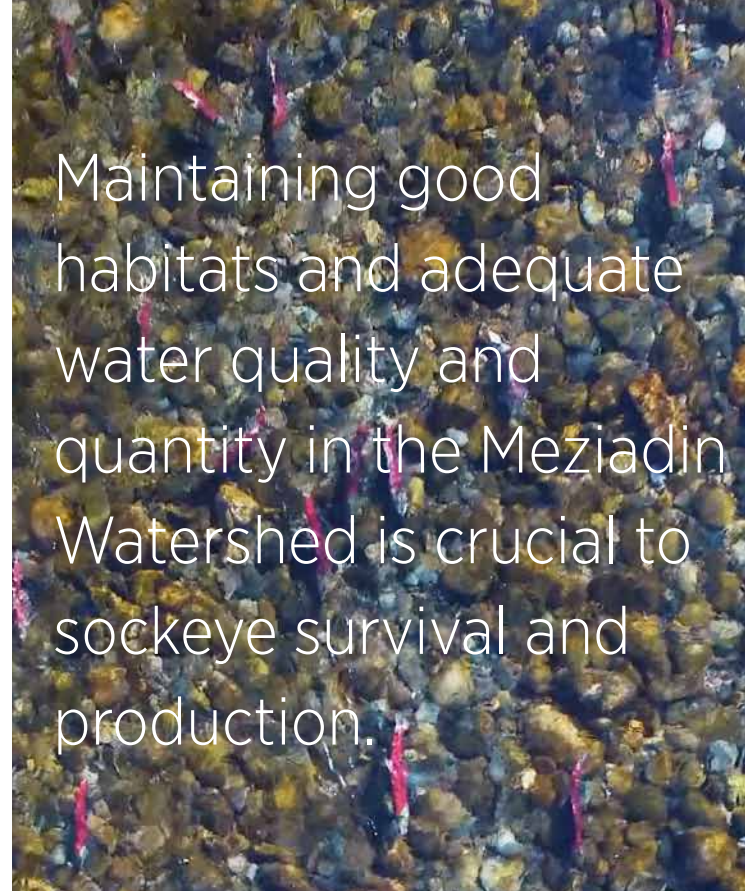 Maintaining good
habitats and adequate
water quality and
quantity in the Meziadin
Watershed is crucial to
sockeye survival and
production.